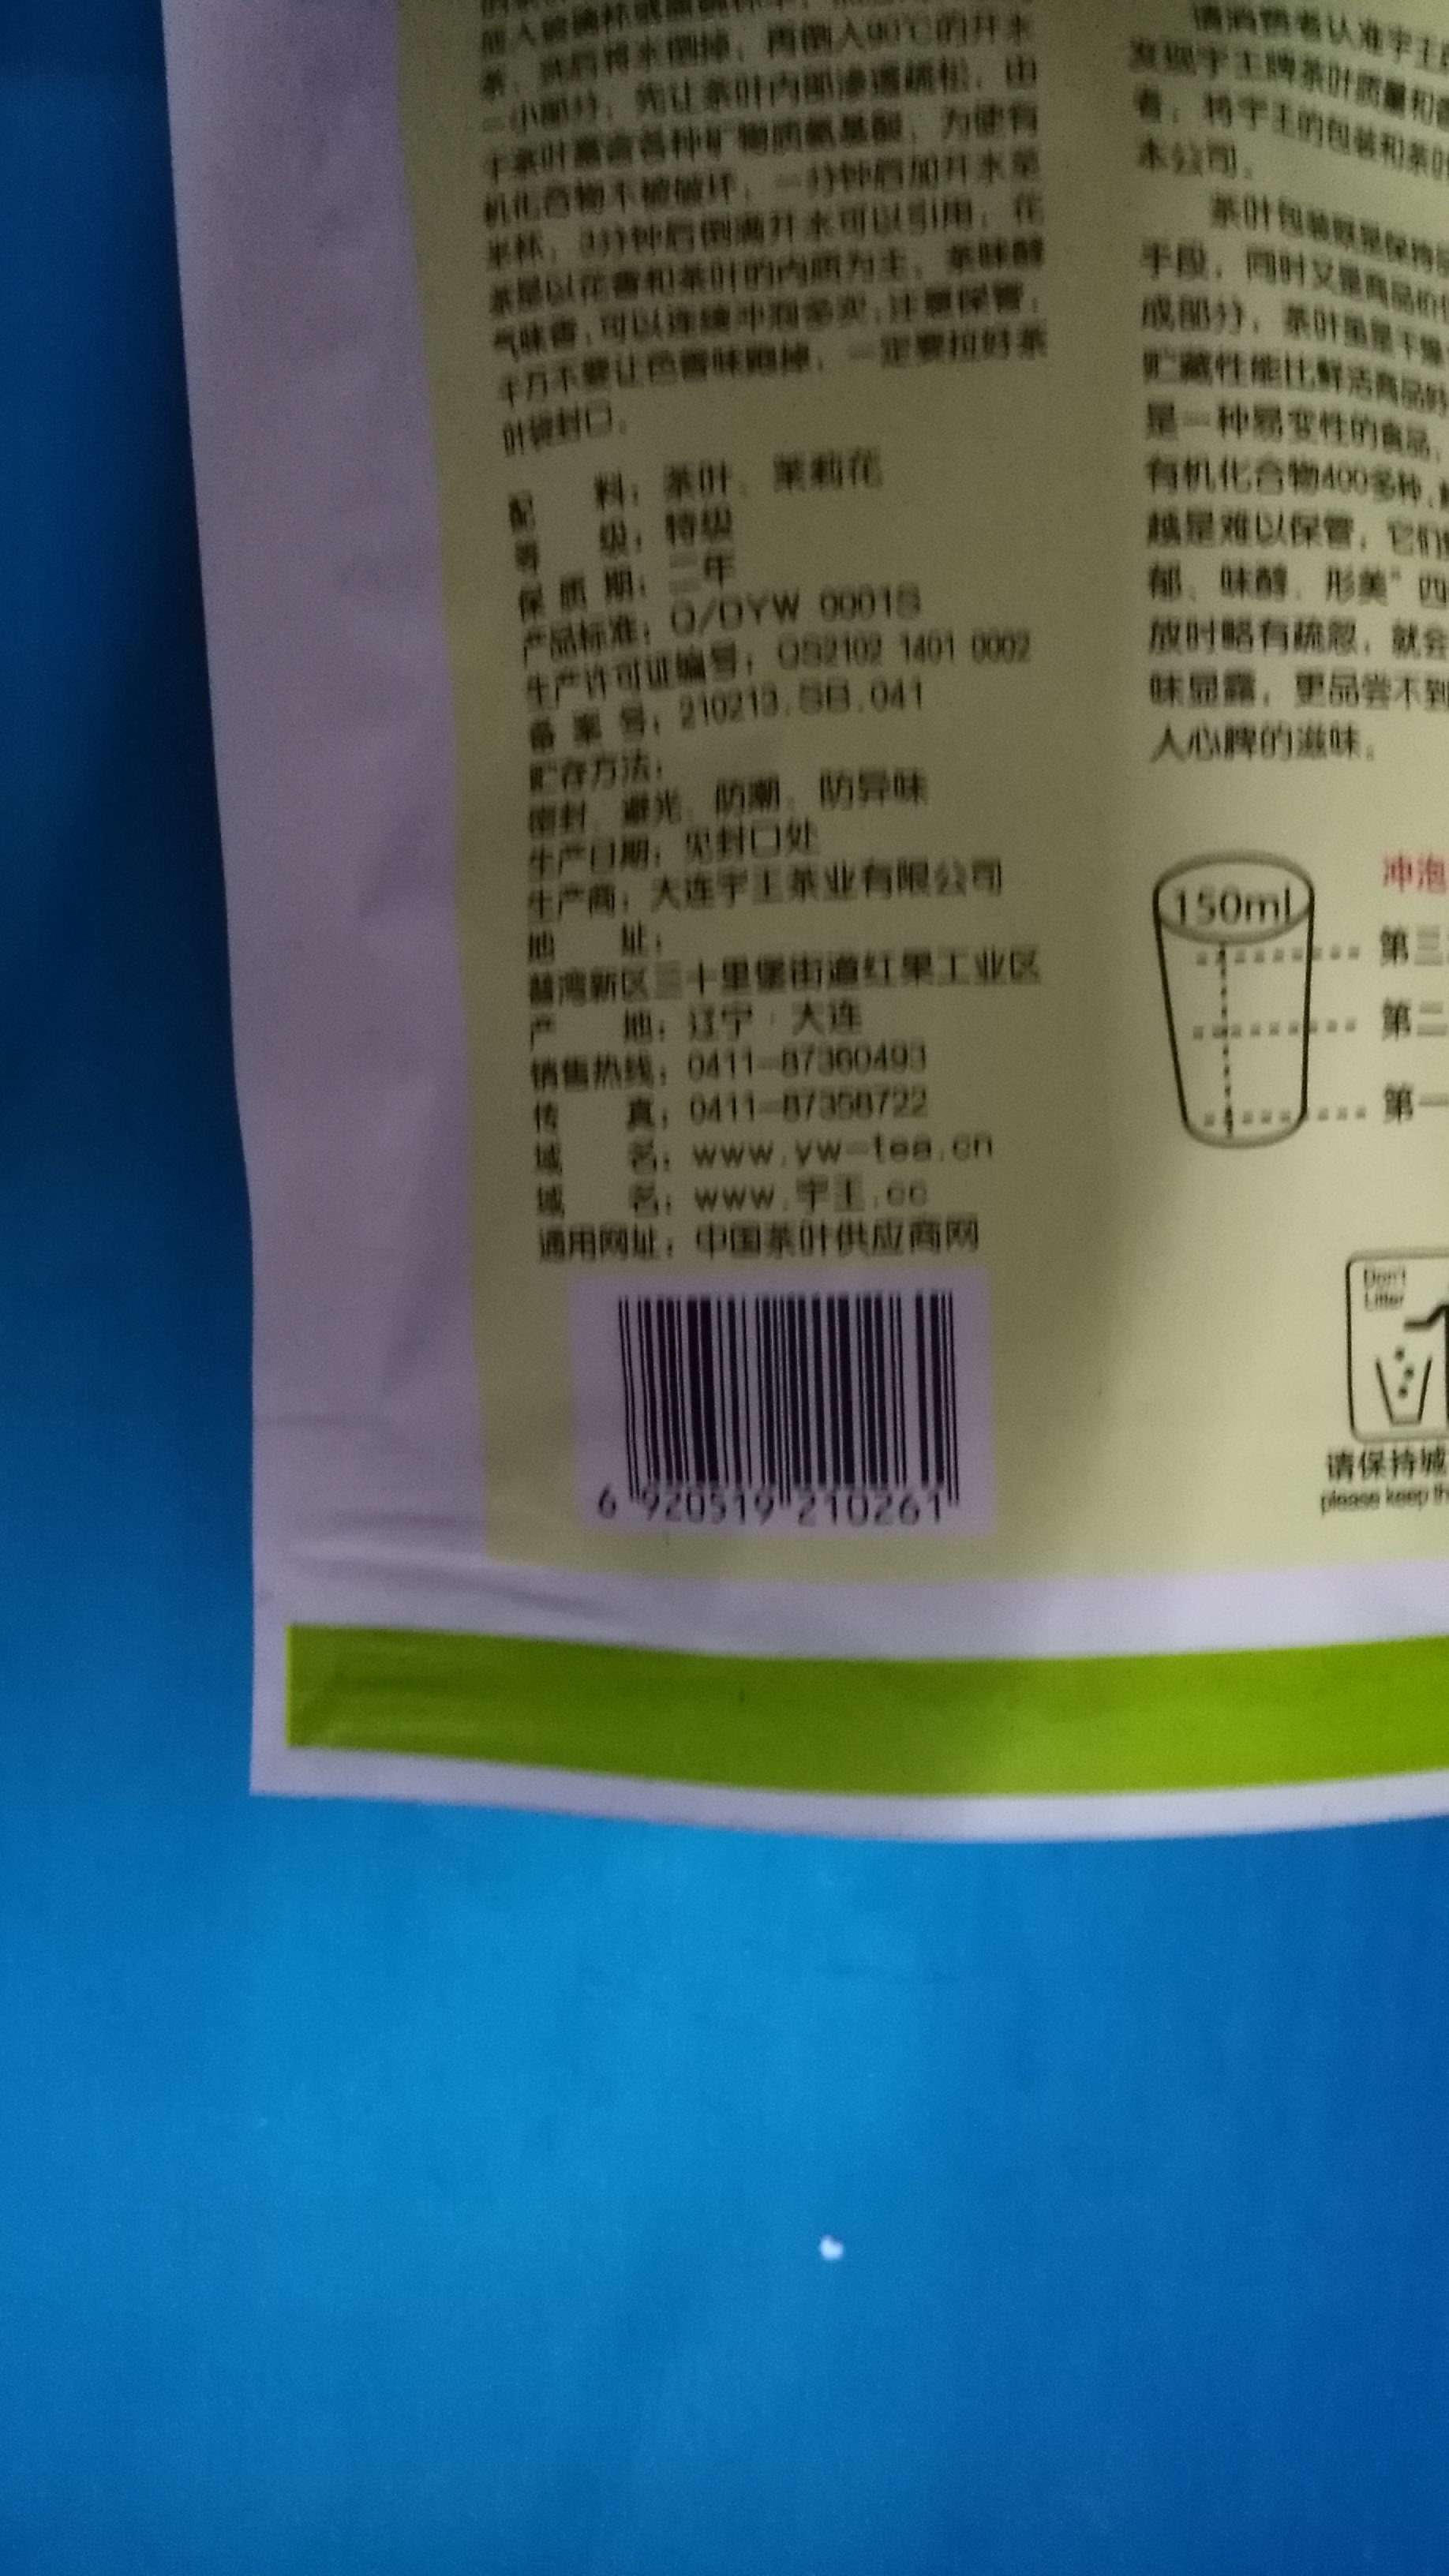 茶，然后将水倒掉，再倒入90℃的开水
一小部分，先让茶叶内部渗透疏松，由
于茶叶富含各种矿物质氨基酸，为使有
机化合物不被破坏，一分钟后加开水至
半杯，3分钟后倒满开水可以引用，花
茶是以花香和茶叶的内质为主，茶味醇
气味香，可以连续冲泡多次，注意保管，
千万不要让色香味跑掉，一定要拉好茶
叶袋封口。
配 料：茶叶、茉莉花
等 级：特级
保 质 期：二年
产品标准：Q/DYW 0001S
生产许可证编号：QS2102 1401 0002
备 案 号：210213.SB.041
贮存方法：
密封、避光、防潮、防异味
生产日期：见封口处
生产商：大连宇王茶业有限公司
地 址：
普湾新区三十里堡街道红果工业区
产 地：辽宁·大连
销售热线：0411-87360493
传 真：0411-87358722
域 名：www.yw-tea.cn
域 名：www.宇王.cc
通用网址：中国茶叶供应商网
6 920519 210261
请消费者认准宇王
发现宇王牌茶叶质量和
者，将宇王的包装和茶叶
本公司。
茶叶包装既是保持
手段，同时又是商品价
成部分，茶叶虽是干燥
贮藏性能比鲜活商品好
是一种易变性的食品，
有机化合物400多种，
越是难以保管，它们
郁、味醇、形美"四
放时略有疏忽，就会
味显露，更品尝不到
人心脾的滋味。
冲泡
150ml
第三
第二
第一
Don't
Litter
请保持城
please keep th